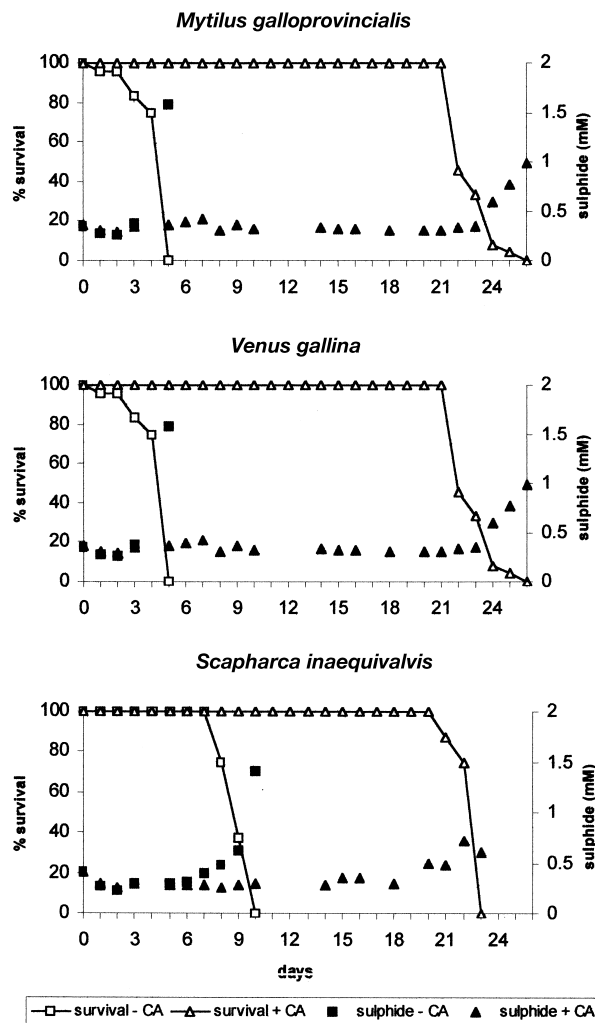 Mytilus galloprovincialis
100
80
60
40
20
0
% survival
2
1.5
1
0.5
0
sulphide (mM)
0 3 6 9 12 15 18 21 24
Venus gallina
100
80
60
40
20
0
% survival
2
1.5
1
0.5
0
sulphide (mM)
0 3 6 9 12 15 18 21 24
Scapharca inaequivalvis
100
80
60
40
20
0
% survival
2
1.5
1
0.5
0
sulphide (mM)
0 3 6 9 12 15 18 21 24
days
survival - CA survival + CA sulphide - CA sulphide + CA